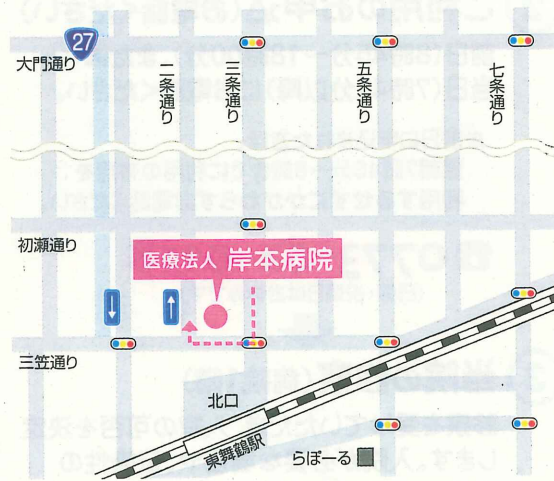 27
大門通り
二条通り
三条通り
五条通り
七条通り
初瀬通り
医療法人 岸本病院
三笠通り
北口
東舞鶴駅
らぽーる